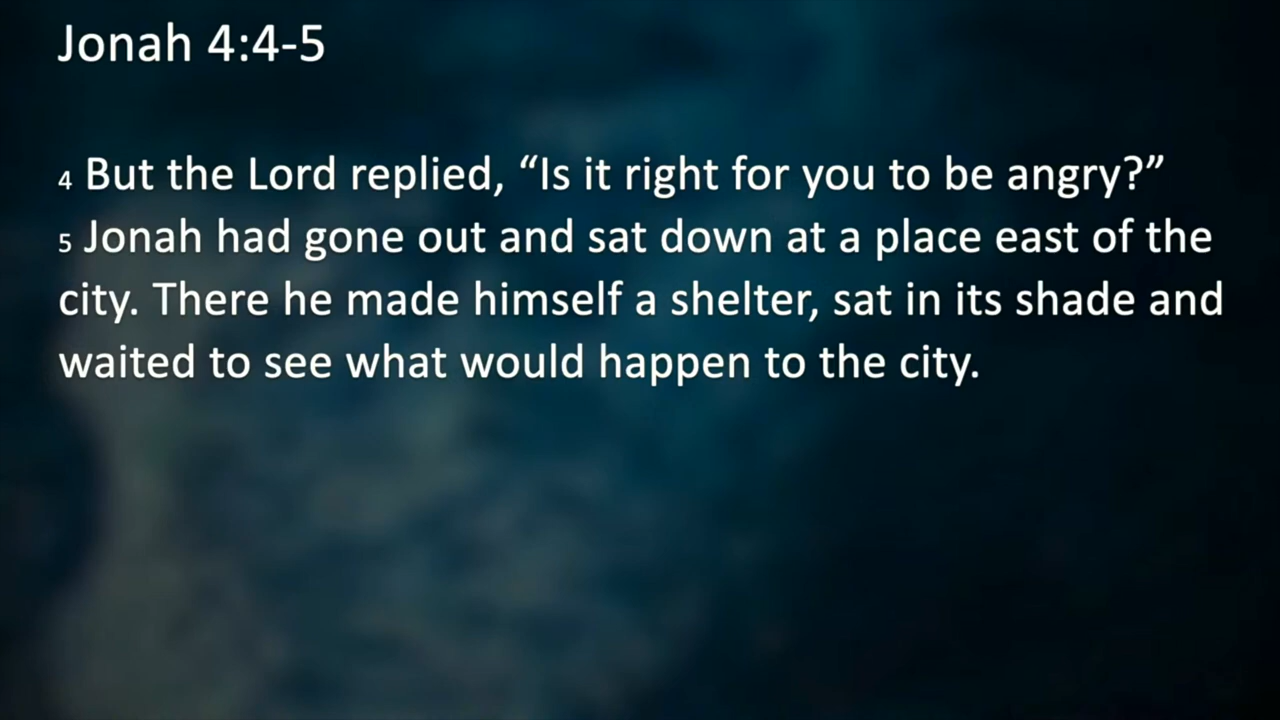 Jonah 4:4-5
4 But the Lord replied, “Is it right for you to be angry?”
5 Jonah had gone out and sat down at a place east of the
city. There he made himself a shelter, sat in its shade and
waited to see what would happen to the city.